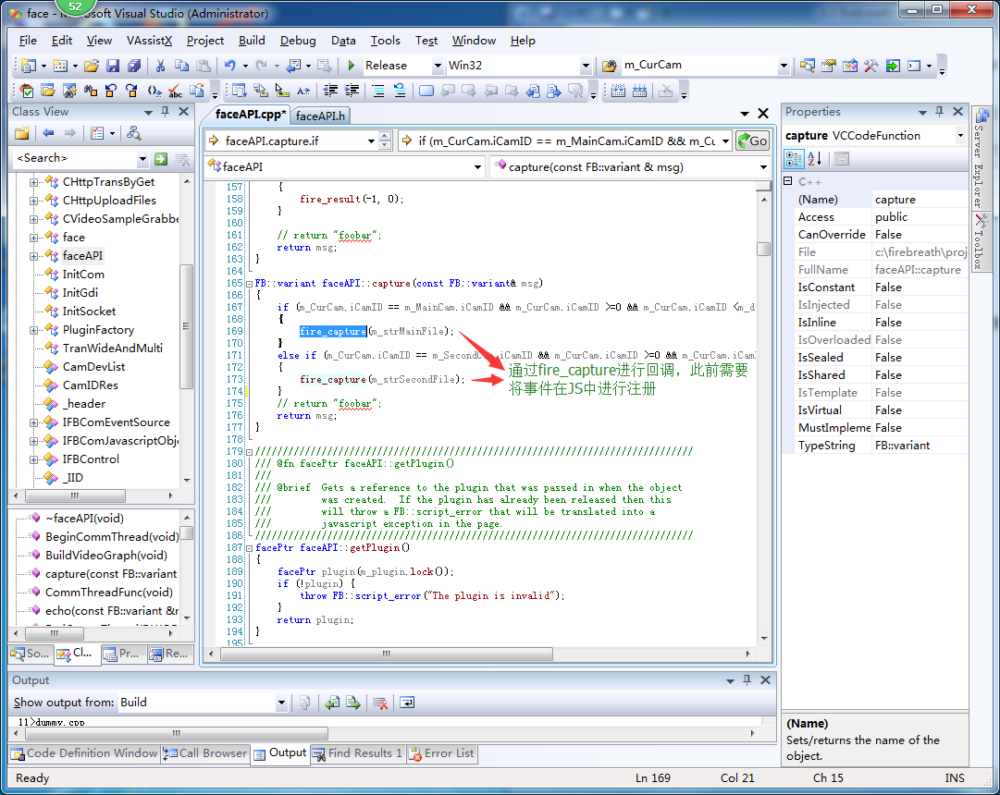 52
face - Microsoft Visual Studio (Administrator)
File Edit View VAssistX Project Build Debug Data Tools Test Window Help
Release Win32 m_CurCam
Class View
<Search>
CHttpTransByGet
CHttpUploadFiles
CVideoSampleGrabbe
face
faceAPI
InitCom
InitGdi
InitSocket
PluginFactory
TranWideAndMulti
CamDevList
CamIDRes
_header
IFBComEventSource
IFBComJavascriptObj
IFBControl
_IID
~faceAPI(void)
BeginCommThread(void)
BuildVideoGraph(void)
capture(const FB::variant
CommThreadFunc(void)
echo(const FB::variant &r
So... Cl... Pr... Re...
faceAPI.cpp* faceAPI.h
faceAPI.capture.if if (m_CurCam.iCamID == m_MainCam.iCamID && m_Cu Go
faceAPI capture(const FB::variant & msg)
157 {
158 fire_result(-1, 0);
159 }
160
161 // return "foobar";
162 return msg;
163 }
164
165 FB::variant faceAPI::capture(const FB::variant& msg)
166 {
167 if (m_CurCam.iCamID == m_MainCam.iCamID && m_CurCam.iCamID >=0 && m_CurCam.iCamID <m_d
168 {
169 fire_capture(m_strMainFile);
170 }
171 else if (m_CurCam.iCamID == m_SecondC iCamID && m_CurCam.iCamID >=0 && m_CurCam.iCamI
172 {
173 fire_capture(m_strSecondFile);
174 }
175 // return "foobar";
176 return msg;
177 }
178
179 ///////////////////////////////////////////////////////////////////////////////
180 /// @fn facePtr faceAPI::getPlugin()
181 ///
182 /// @brief Gets a reference to the plugin that was passed in when the object
183 /// was created. If the plugin has already been released then this
184 /// will throw a FB::script_error that will be translated into a
185 /// javascript exception in the page.
186 ///////////////////////////////////////////////////////////////////////////////
187 facePtr faceAPI::getPlugin()
188 {
189 facePtr plugin(m_plugin.lock());
190 if (!plugin) {
191 throw FB::script_error("The plugin is invalid");
192 }
193 return plugin;
194 }
195
通过fire_capture进行回调，此前需要
将事件在JS中进行注册
Properties
capture VCCodeFunction
C++
(Name) capture
Access public
CanOverride False
File c:\firebreath\proj
FullName faceAPI::capture
IsConstant False
IsInjected False
IsInline False
IsOverloaded False
IsSealed False
IsShared False
IsTemplate False
IsVirtual False
MustImpleme False
TypeString FB::variant
(Name)
Sets/returns the name of the
object.
Server Explorer
Toolbox
Output
Show output from: Build
11>dummy.cpp
Code Definition Window Call Browser Output Find Results 1 Error List
Ready Ln 169 Col 21 Ch 15 INS